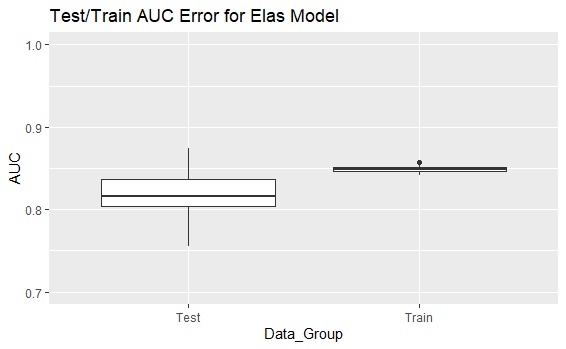 Test/Train AUC Error for Elas Model
1.0
0.9
0.8
0.7
AUC
Test Train
Data_Group